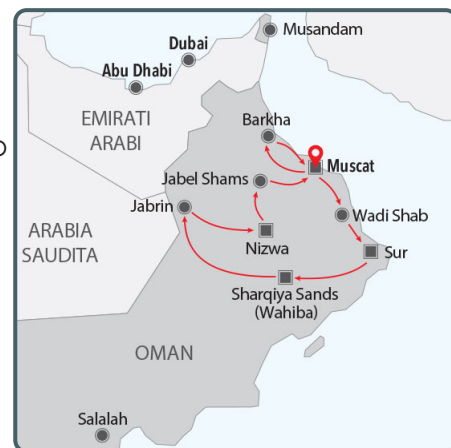 Musandam
Dubai
Abu Dhabi
EMIRATI
ARABI
Barkha
Muscat
Jabel Shams
Jabrin
Wadi Shab
ARABIA
SAUDITA
Nizwa
Sur
Sharqiya Sands
(Wahiba)
OMAN
Salalah